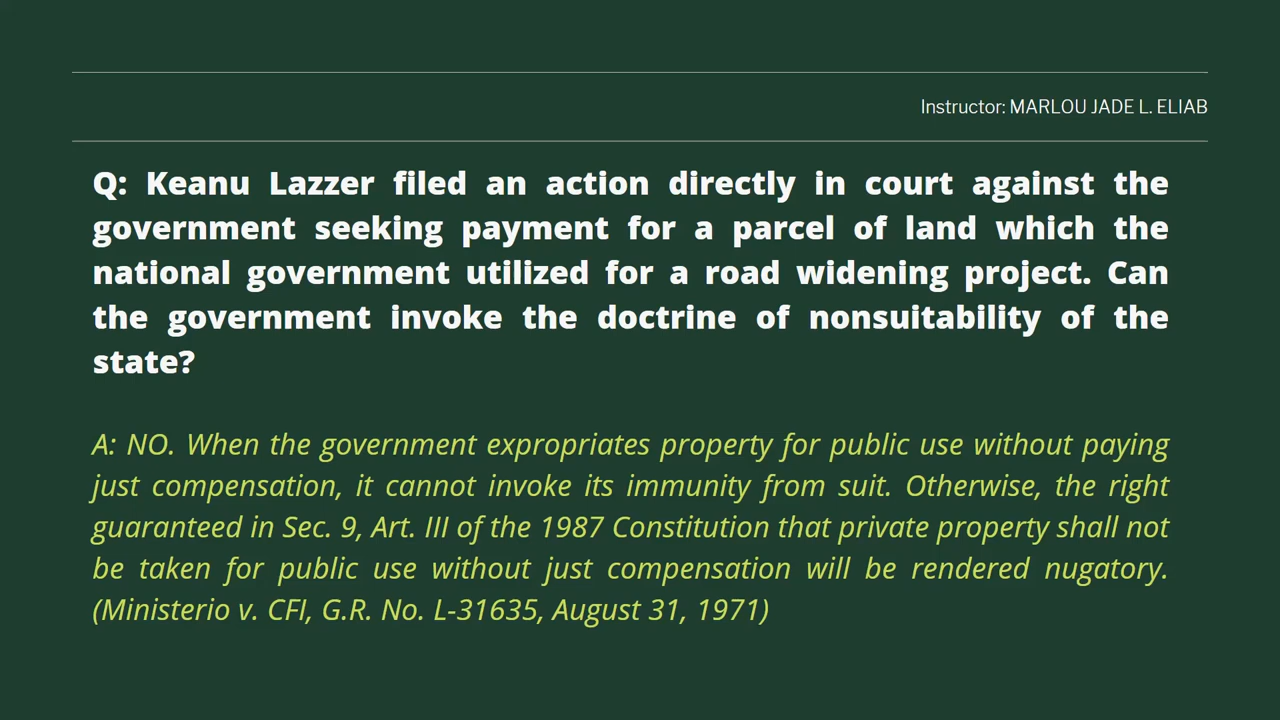 Instructor: MARLOU JADE L. ELIAB
Q: Keanu Lazzer filed an action directly in court against the
government seeking payment for a parcel of land which the
national government utilized for a road widening project. Can
the government invoke the doctrine of nonsuitability of the
state?
A: NO. When the government expropriates property for public use without paying
just compensation, it cannot invoke its immunity from suit. Otherwise, the right
guaranteed in Sec. 9, Art. III of the 1987 Constitution that private property shall not
be taken for public use without just compensation will be rendered nugatory.
(Ministerio v. CFI, G.R. No. L-31635, August 31, 1971)